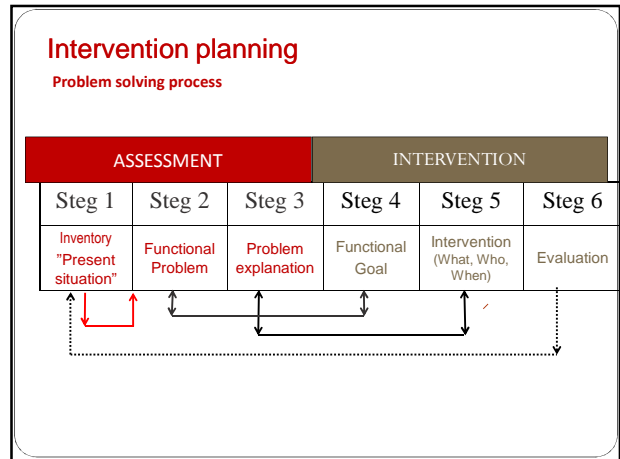 Intervention planning
Problem solving process
ASSESSMENT INTERVENTION
Steg 1 Steg 2 Steg 3 Steg 4 Steg 5 Steg 6
Inventory
"Present
situation"
Functional
Problem
Problem
explanation
Functional
Goal
Intervention
(What, Who,
When)
Evaluation